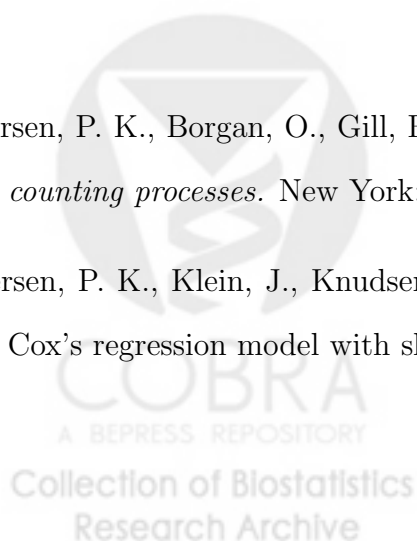 rsen, P. K., Borgan, O., Gill,
counting processes. New York:
rsen, P. K., Klein, J., Knudsen
Cox's regression model with
COBRA
A BEPRESS REPOSITORY
Collection of Biostatistics
Research Archive